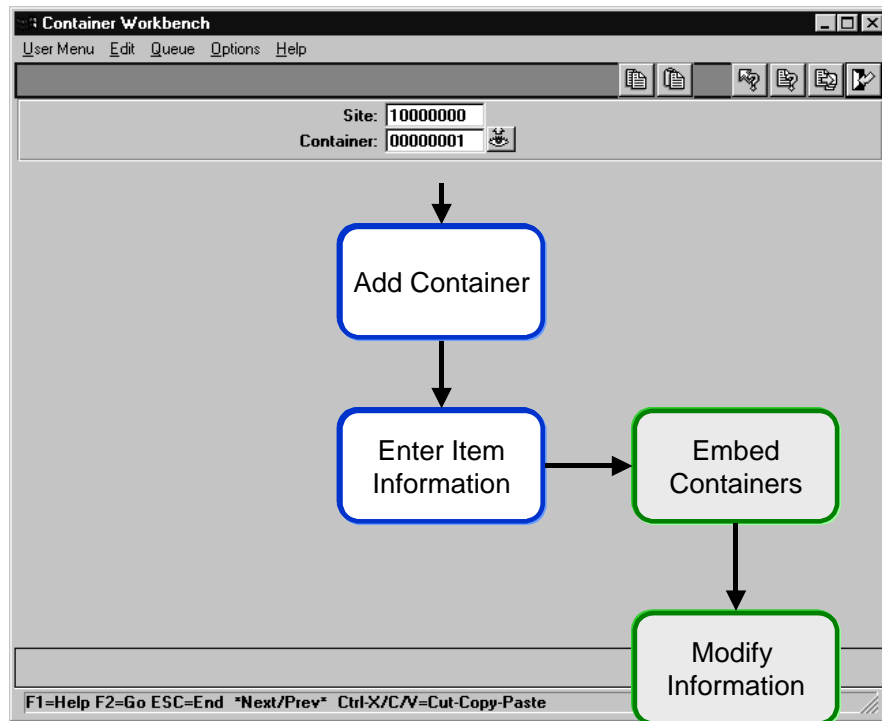 Container Workbench
User Menu Edit Queue Options Help
Site: 10000000
Container: 00000001
Add Container
Enter Item
Information
Embed
Containers
Modify
Information
F1=Help F2=Go ESC=End *Next/Prev* Ctrl-X/C/V=Cut-Copy-Paste